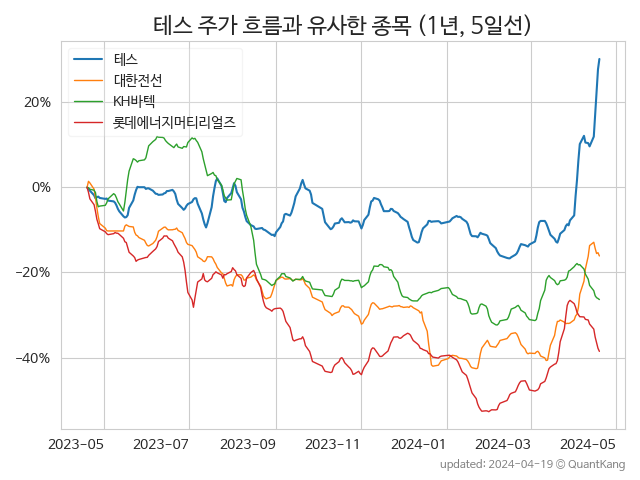 테스 주가 흐름과 유사한 종목 (1년, 5일선)
테스
대한전선
KH바텍
롯데에너지머티리얼즈
20%
0%
−20%
−40%
2023-05 2023-07 2023-09 2023-11 2024-01 2024-03 2024-05
updated: 2024-04-19 © QuantKang